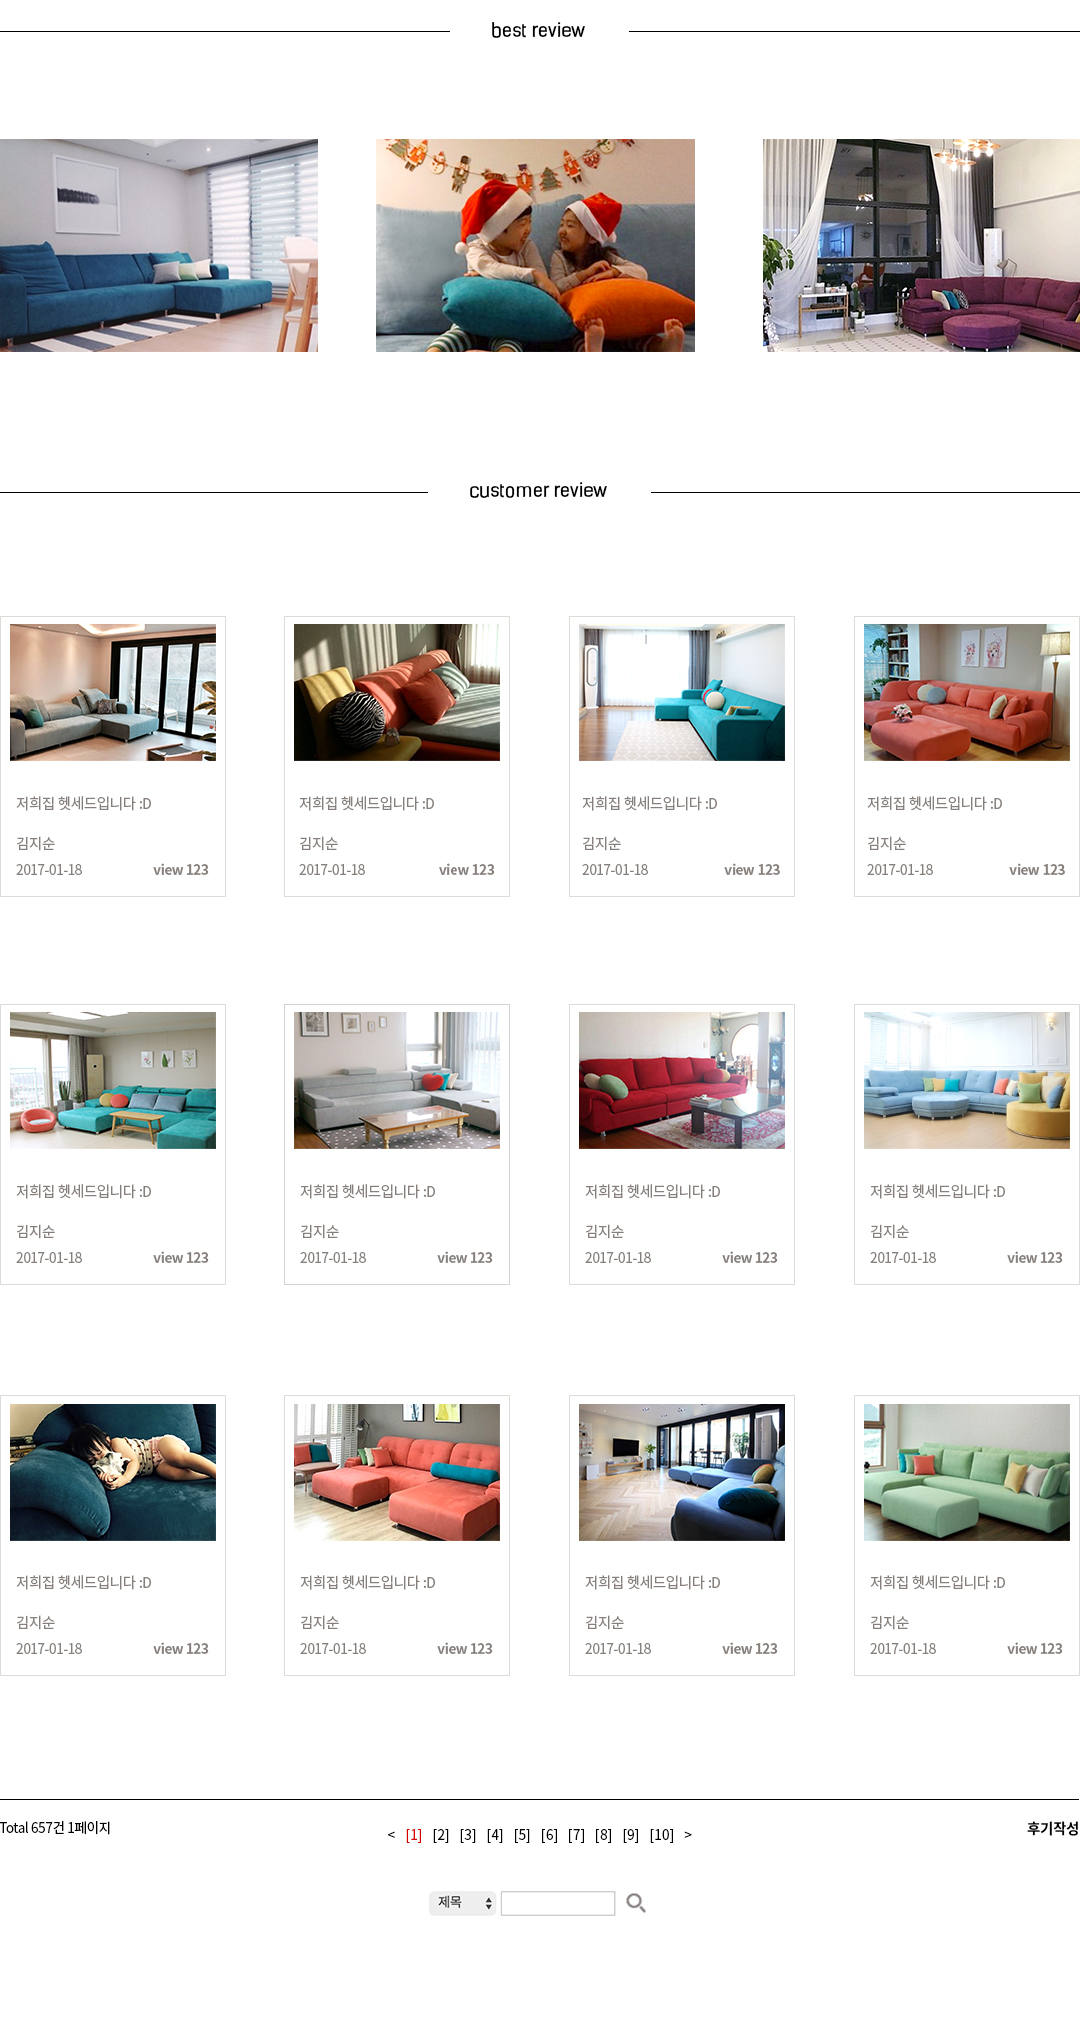 best review
customer review
저희집 헷세드입니다 :D
김지순
2017-01-18 view 123
저희집 헷세드입니다 :D
김지순
2017-01-18 view 123
저희집 헷세드입니다 :D
김지순
2017-01-18 view 123
저희집 헷세드입니다 :D
김지순
2017-01-18 view 123
저희집 헷세드입니다 :D
김지순
2017-01-18 view 123
저희집 헷세드입니다 :D
김지순
2017-01-18 view 123
저희집 헷세드입니다 :D
김지순
2017-01-18 view 123
저희집 헷세드입니다 :D
김지순
2017-01-18 view 123
저희집 헷세드입니다 :D
김지순
2017-01-18 view 123
저희집 헷세드입니다 :D
김지순
2017-01-18 view 123
저희집 헷세드입니다 :D
김지순
2017-01-18 view 123
저희집 헷세드입니다 :D
김지순
2017-01-18 view 123
Total 657건 1페이지
< [1] [2] [3] [4] [5] [6] [7] [8] [9] [10] >
후기작성
제목